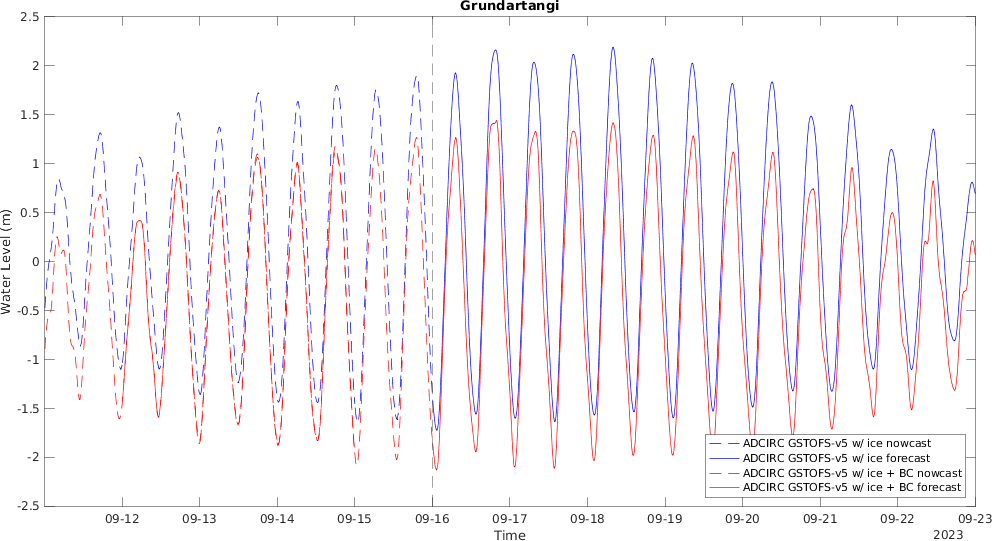 Grundartangi
2.5
2
1.5
1
0.5
0
-0.5
-1
-1.5
-2
-2.5
Water Level (m)
ADCIRC GSTOFS-v5 w/ ice nowcast
ADCIRC GSTOFS-v5 w/ ice forecast
ADCIRC GSTOFS-v5 w/ ice + BC nowcast
ADCIRC GSTOFS-v5 w/ ice + BC forecast
09-12 09-13 09-14 09-15 09-16 09-17 09-18 09-19 09-20 09-21 09-22 09-23
Time
2023